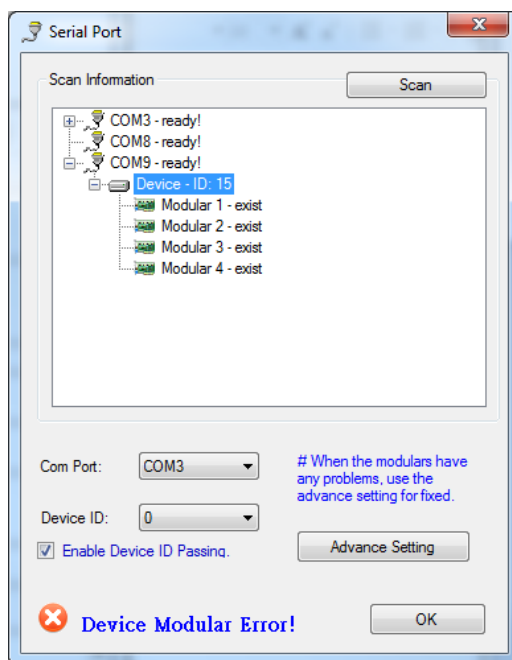 Serial Port
Scan Information
Scan
COM3 - ready!
COM8 - ready!
COM9 - ready!
Device - ID: 15
Modular 1 - exist
Modular 2 - exist
Modular 3 - exist
Modular 4 - exist
Com Port:
COM3
# When the modulars have
any problems, use the
advance setting for fixed.
Device ID:
0
Enable Device ID Passing.
Advance Setting
Device Modular Error!
OK